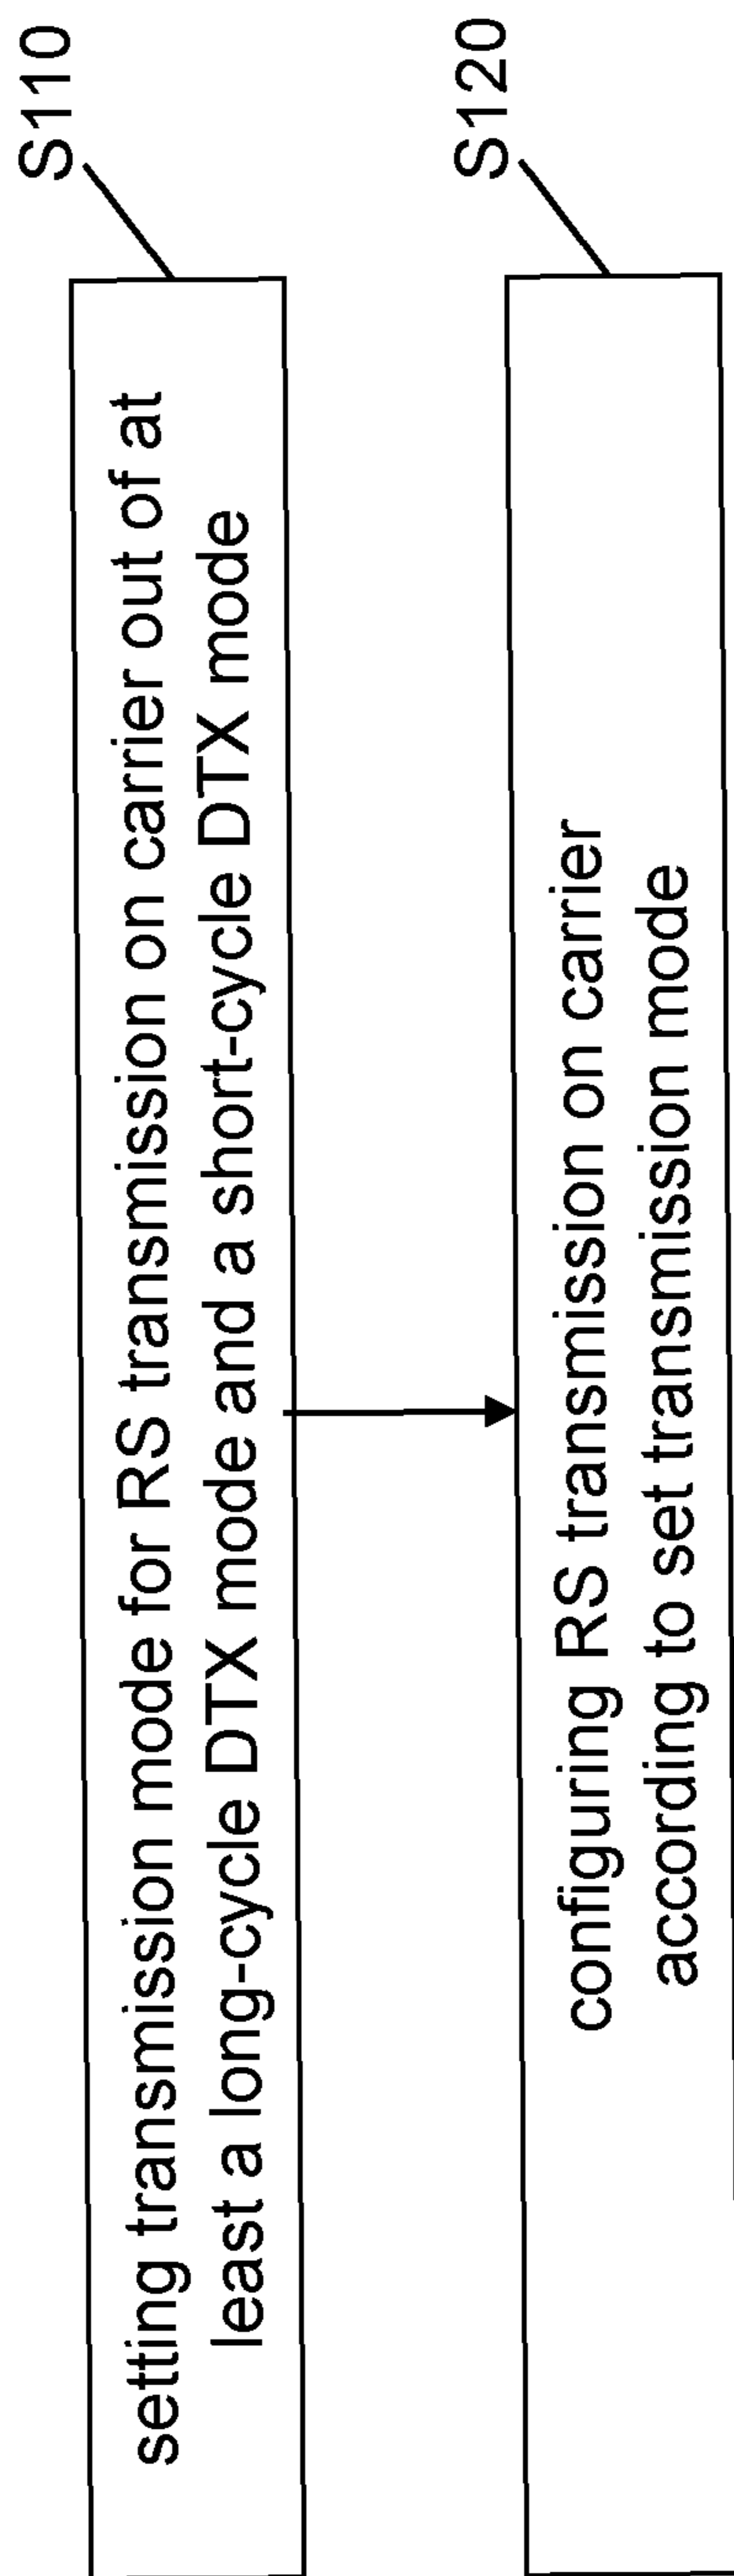 S110
setting transmission mode for RS transmission on carrier out of at
least a long-cycle DTX mode and a short-cycle DTX mode
S120
configuring RS transmission on carrier
according to set transmission mode